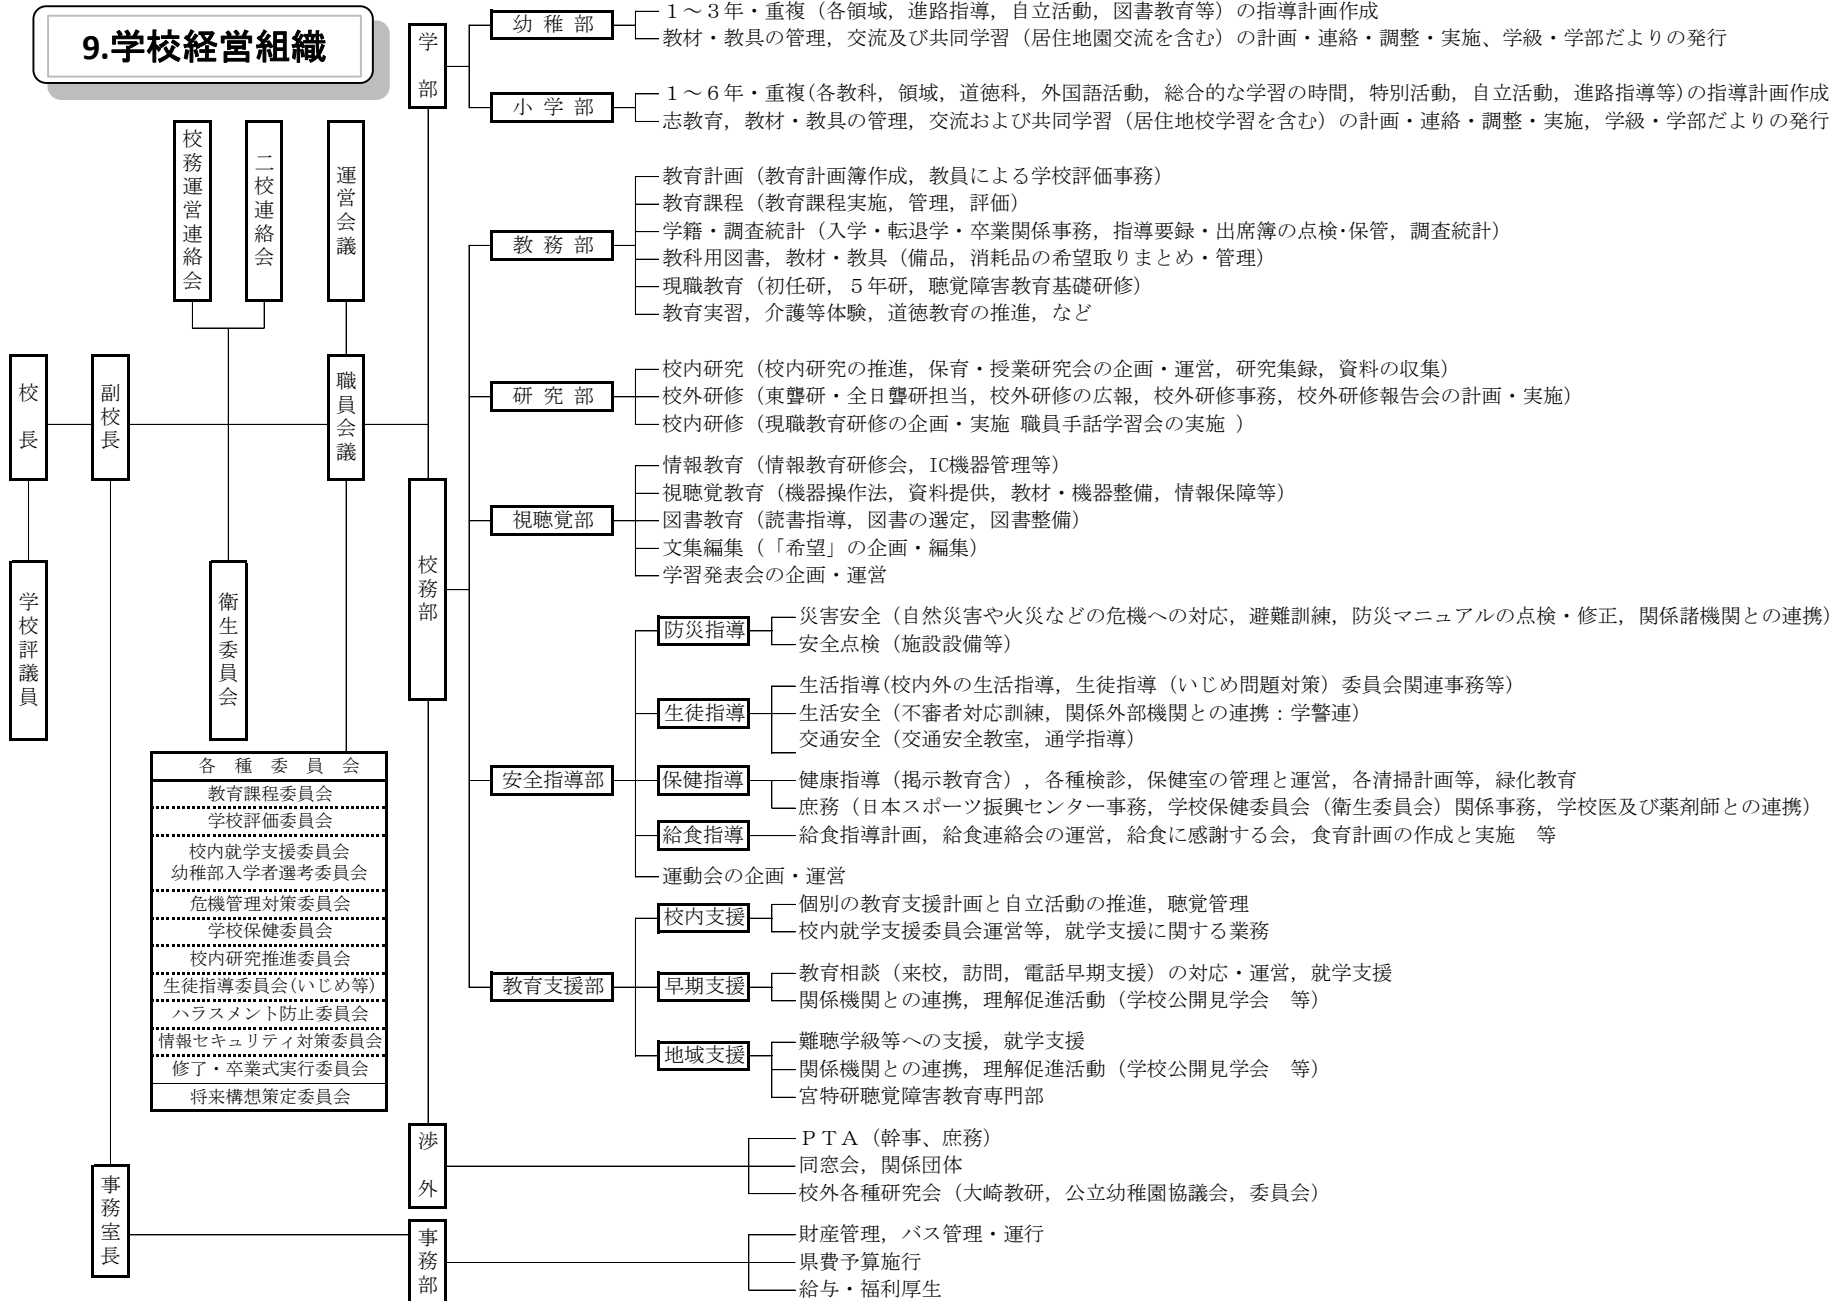 9.学校経営組織
学部
幼稚部
１～３年・重複（各領域，進路指導，自立活動，図書教育等）の指導計画作成
教材・教具の管理，交流及び共同学習（居住地園交流を含む）の計画・連絡・調整・実施、学級・学部だよりの発行
小学部
１～６年・重複(各教科，領域，道徳科，外国語活動，総合的な学習の時間，特別活動，自立活動，進路指導等)の指導計画作成
志教育，教材・教具の管理，交流および共同学習（居住地校学習を含む）の計画・連絡・調整・実施，学級・学部だよりの発行
校務運営連絡会
二校連絡会
運営会議
校長
副校長
職員会議
学校評議員
衛生委員会
校務部
教務部
教育計画（教育計画簿作成，教員による学校評価事務）
教育課程（教育課程実施，管理，評価）
学籍・調査統計（入学・転退学・卒業関係事務，指導要録・出席簿の点検･保管，調査統計）
教科用図書，教材・教具（備品，消耗品の希望取りまとめ・管理）
現職教育（初任研，５年研，聴覚障害教育基礎研修）
教育実習，介護等体験，道徳教育の推進，など
研究部
校内研究（校内研究の推進，保育・授業研究会の企画・運営，研究集録，資料の収集）
校外研修（東聾研・全日聾研担当，校外研修の広報，校外研修事務，校外研修報告会の計画・実施）
校内研修（現職教育研修の企画・実施 職員手話学習会の実施 ）
視聴覚部
情報教育（情報教育研修会，IC機器管理等）
視聴覚教育（機器操作法，資料提供，教材・機器整備，情報保障等）
図書教育（読書指導，図書の選定，図書整備）
文集編集（「希望」の企画・編集）
学習発表会の企画・運営
安全指導部
防災指導
災害安全（自然災害や火災などの危機への対応，避難訓練，防災マニュアルの点検・修正，関係諸機関との連携）
安全点検（施設設備等）
生徒指導
生活指導(校内外の生活指導，生徒指導（いじめ問題対策）委員会関連事務等）
生活安全（不審者対応訓練，関係外部機関との連携：学警連）
交通安全（交通安全教室，通学指導）
保健指導
健康指導（掲示教育含），各種検診，保健室の管理と運営，各清掃計画等，緑化教育
庶務（日本スポーツ振興センター事務，学校保健委員会（衛生委員会）関係事務，学校医及び薬剤師との連携）
給食指導
給食指導計画，給食連絡会の運営，給食に感謝する会，食育計画の作成と実施　等
運動会の企画・運営
教育支援部
校内支援
個別の教育支援計画と自立活動の推進，聴覚管理
校内就学支援委員会運営等，就学支援に関する業務
早期支援
教育相談（来校，訪問，電話早期支援）の対応・運営，就学支援
関係機関との連携，理解促進活動（学校公開見学会　等）
地域支援
難聴学級等への支援，就学支援
関係機関との連携，理解促進活動（学校公開見学会　等）
宮特研聴覚障害教育専門部
各種委員会
教育課程委員会
学校評価委員会
校内就学支援委員会
幼稚部入学者選考委員会
危機管理対策委員会
学校保健委員会
校内研究推進委員会
生徒指導委員会(いじめ等)
ハラスメント防止委員会
情報セキュリティ対策委員会
修了・卒業式実行委員会
将来構想策定委員会
渉外
ＰＴＡ（幹事、庶務）
同窓会，関係団体
校外各種研究会（大崎教研，公立幼稚園協議会，委員会）
事務室長
事務部
財産管理，バス管理・運行
県費予算施行
給与・福利厚生